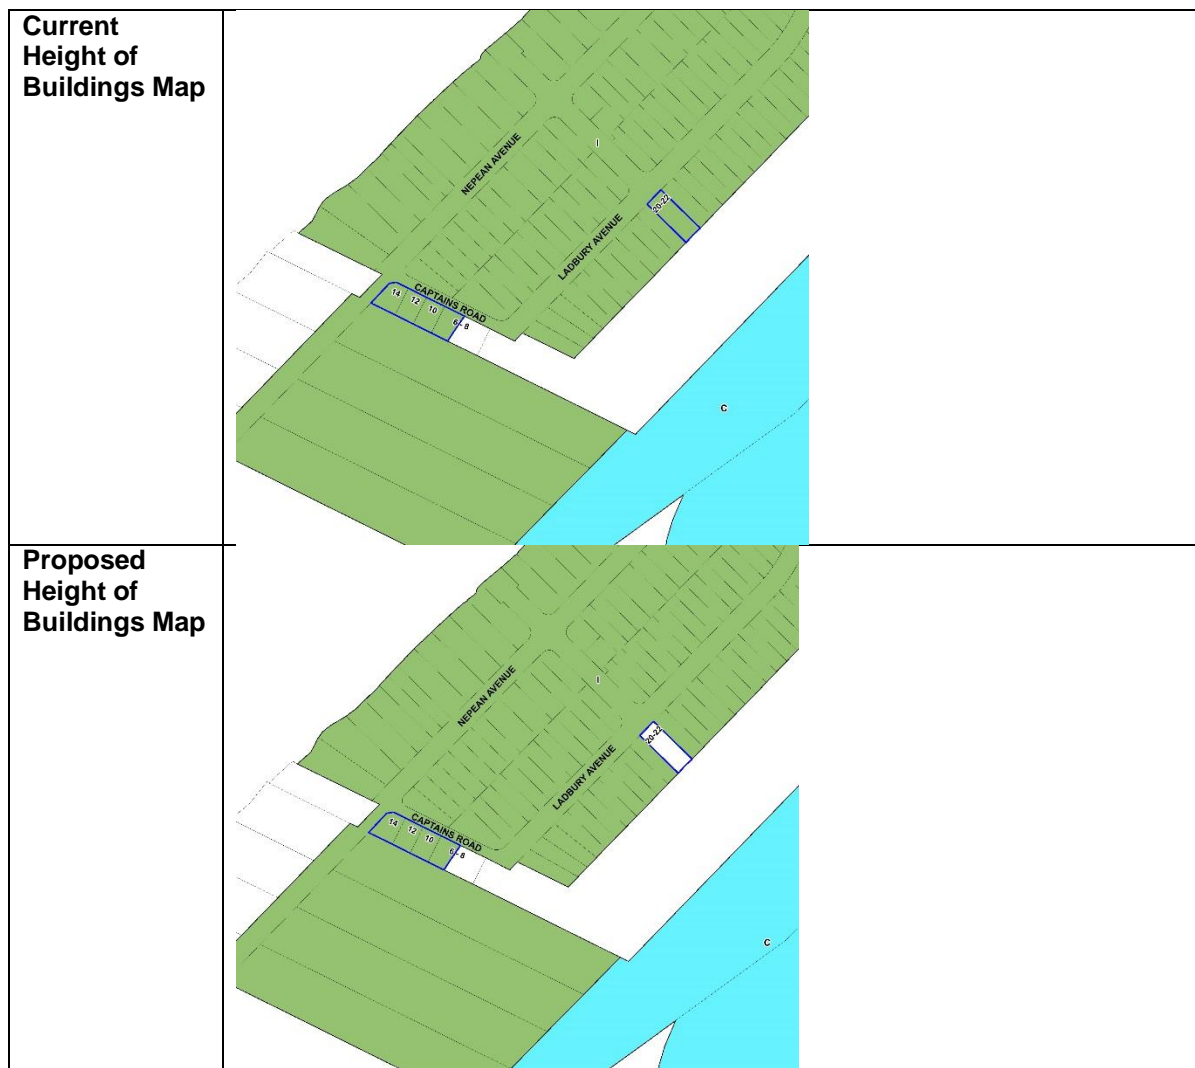 Current
Height of
Buildings Map
NEPEAN AVENUE
I
20-22
LADBURY AVENUE
CAPTAINS ROAD
14
12
10
6 - 8
C
Proposed
Height of
Buildings Map
NEPEAN AVENUE
I
20-22
LADBURY AVENUE
CAPTAINS ROAD
14
12
10
6 - 8
C